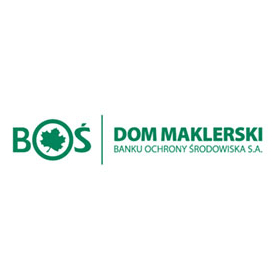 BOŚ
DOM MAKLERSKI
BANKU OCHRONY ŚRODOWISKA S.A.